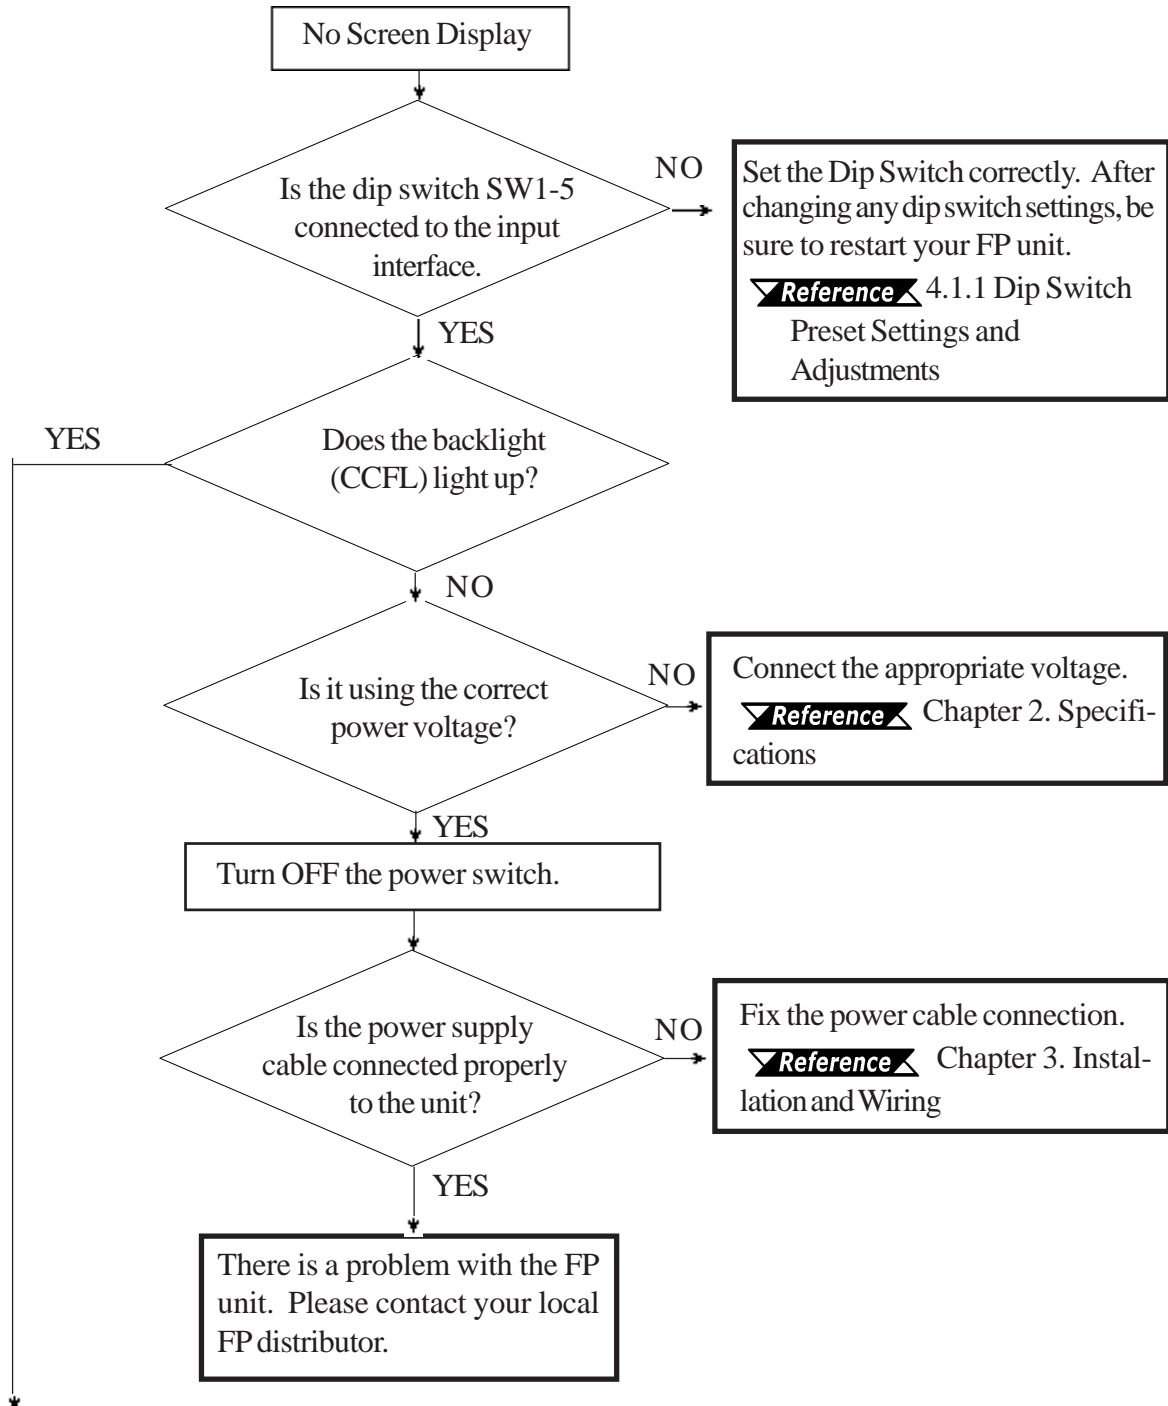 No Screen Display
Is the dip switch SW1-5
connected to the input
interface.
NO
Set the Dip Switch correctly. After
changing any dip switch settings, be
sure to restart your FP unit.
Reference 4.1.1 Dip Switch
Preset Settings and
Adjustments
YES
YES
Does the backlight
(CCFL) light up?
NO
Is it using the correct
power voltage?
NO
Connect the appropriate voltage.
Reference Chapter 2. Specifi-
cations
YES
Turn OFF the power switch.
Is the power supply
cable connected properly
to the unit?
NO
Fix the power cable connection.
Reference Chapter 3. Instal-
lation and Wiring
YES
There is a problem with the FP
unit. Please contact your local
FP distributor.